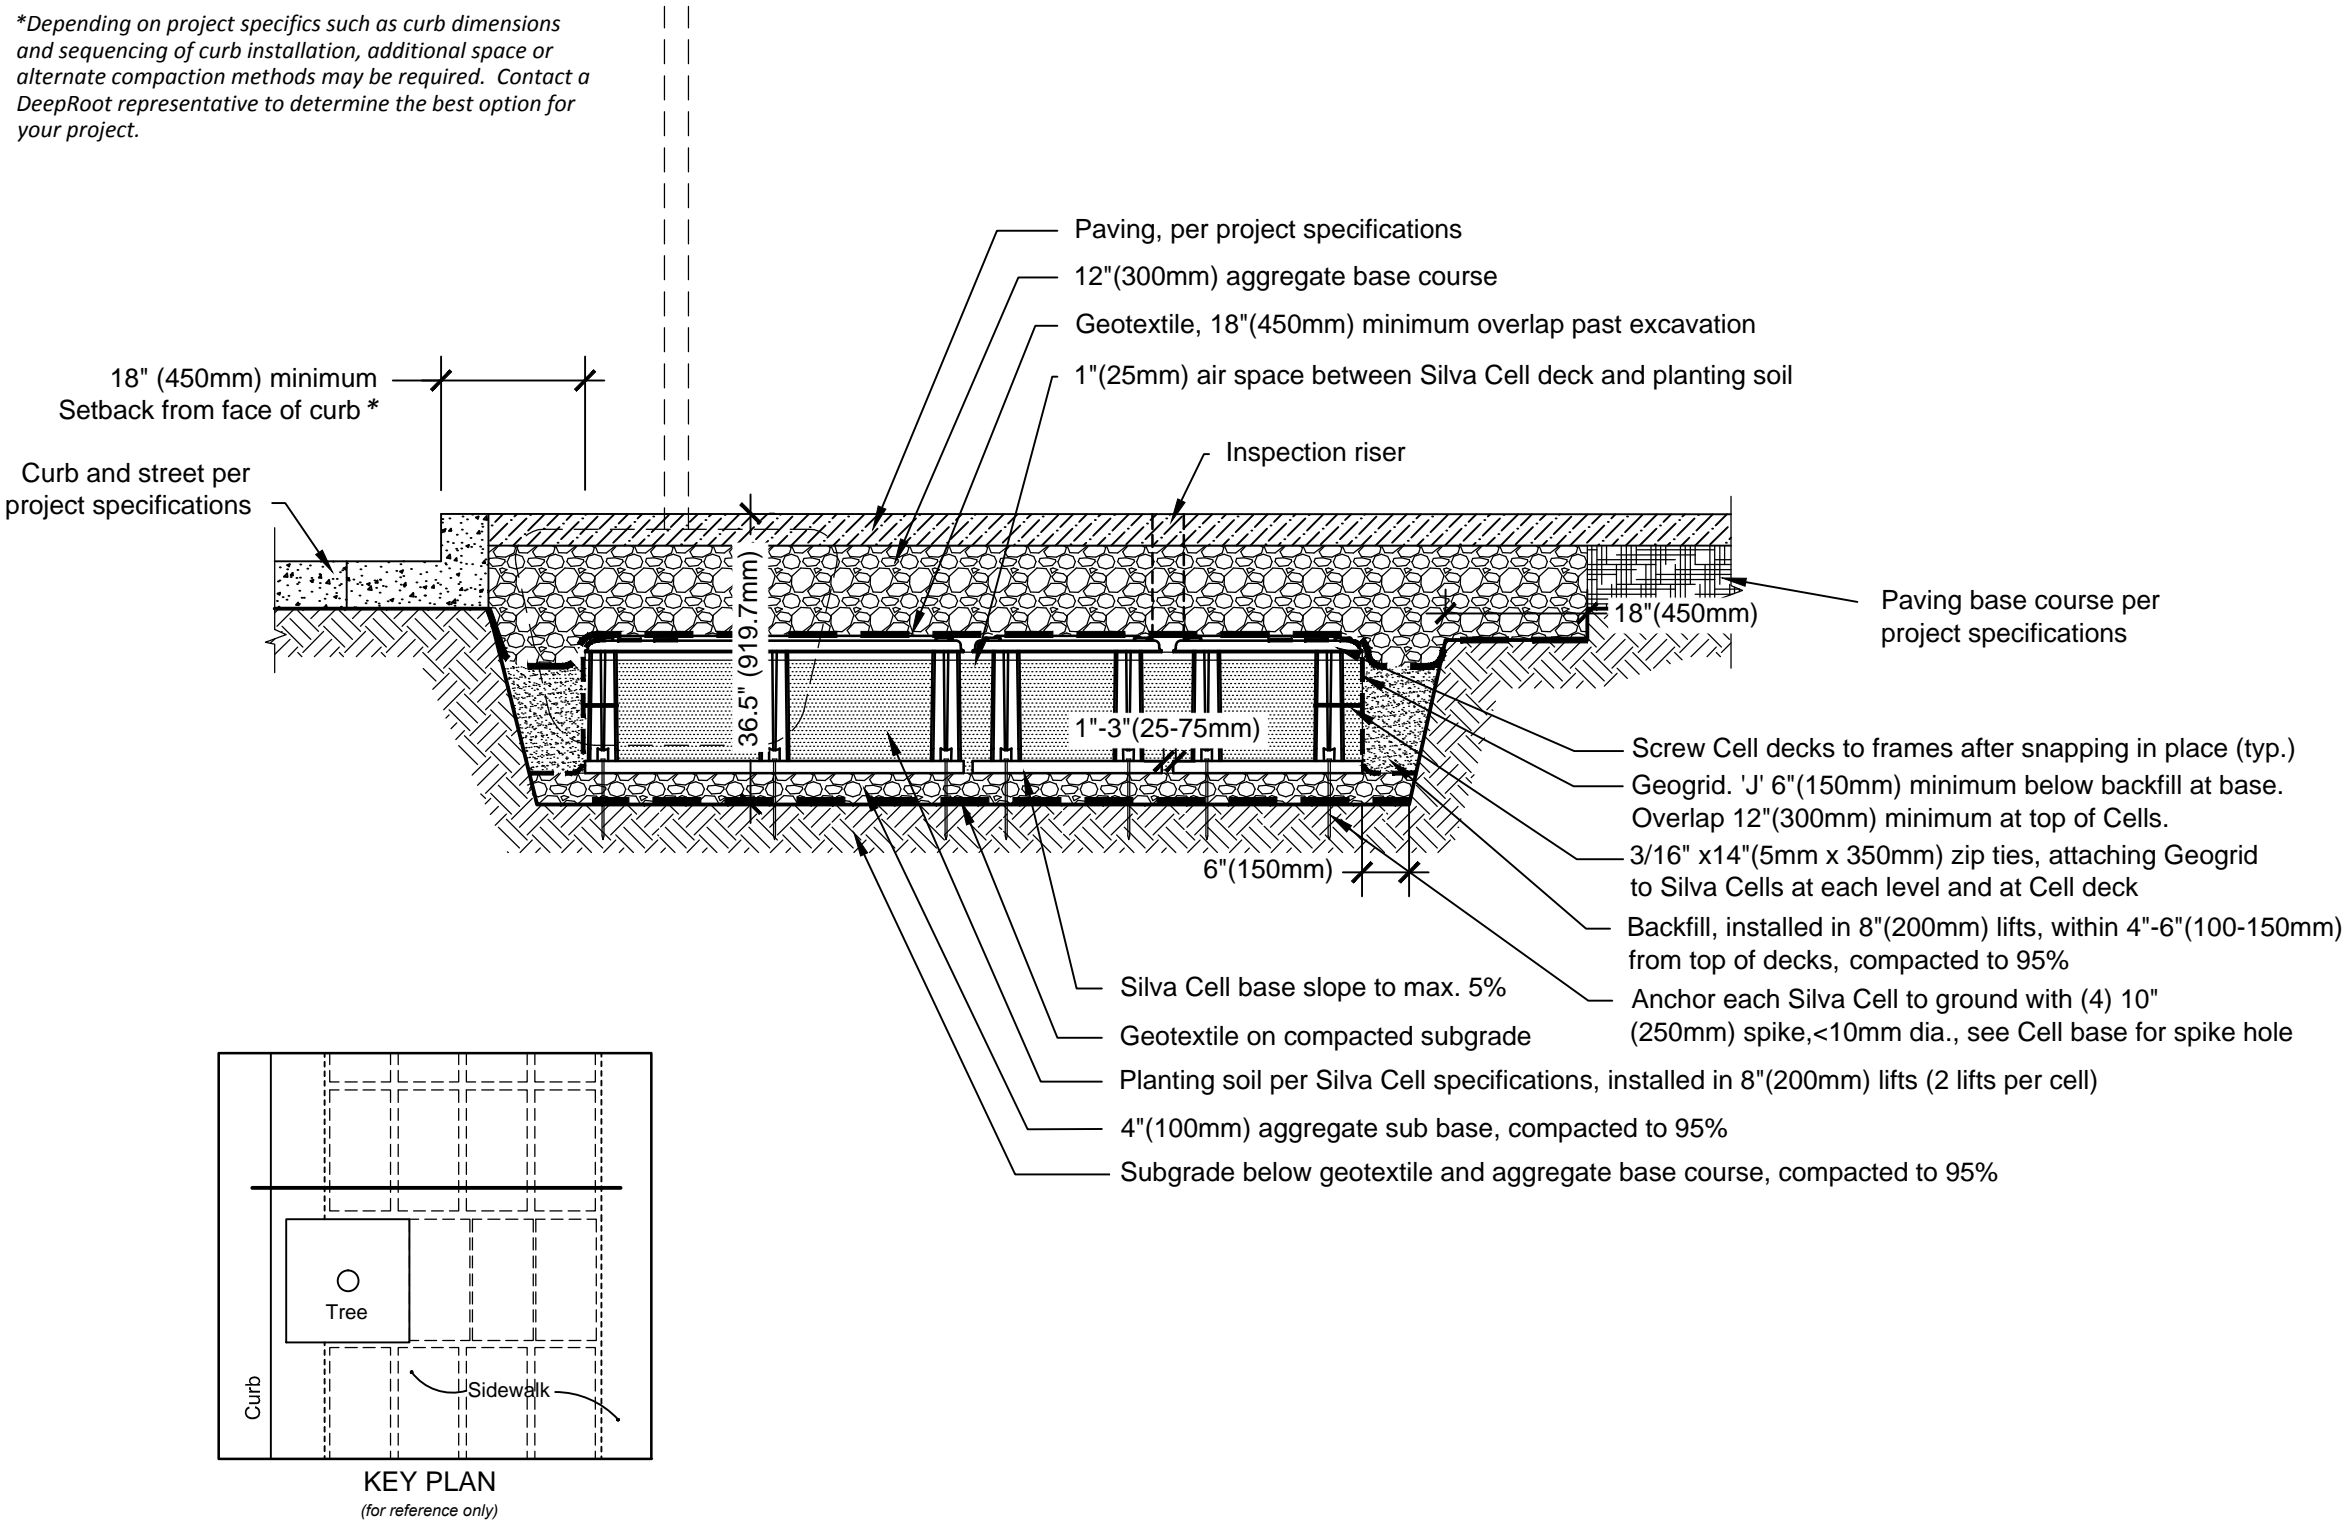 *Depending on project specifics such as curb dimensions
and sequencing of curb installation, additional space or
alternate compaction methods may be required.  Contact a
DeepRoot representative to determine the best option for
your project.
Paving, per project specifications
12"(300mm) aggregate base course
Geotextile, 18"(450mm) minimum overlap past excavation
1"(25mm) air space between Silva Cell deck and planting soil
18" (450mm) minimum
Setback from face of curb *
Inspection riser
Curb and street per
project specifications
36.5" (919.7mm)
18"(450mm)
Paving base course per
project specifications
1"-3"(25-75mm)
Screw Cell decks to frames after snapping in place (typ.)
Geogrid. 'J' 6"(150mm) minimum below backfill at base.
Overlap 12"(300mm) minimum at top of Cells.
3/16" x14"(5mm x 350mm) zip ties, attaching Geogrid
to Silva Cells at each level and at Cell deck
6"(150mm)
Backfill, installed in 8"(200mm) lifts, within 4"-6"(100-150mm)
from top of decks, compacted to 95%
Anchor each Silva Cell to ground with (4) 10"
(250mm) spike,<10mm dia., see Cell base for spike hole
Silva Cell base slope to max. 5%
Geotextile on compacted subgrade
Planting soil per Silva Cell specifications, installed in 8"(200mm) lifts (2 lifts per cell)
4"(100mm) aggregate sub base, compacted to 95%
Subgrade below geotextile and aggregate base course, compacted to 95%
Tree
Curb
Sidewalk
KEY PLAN
(for reference only)